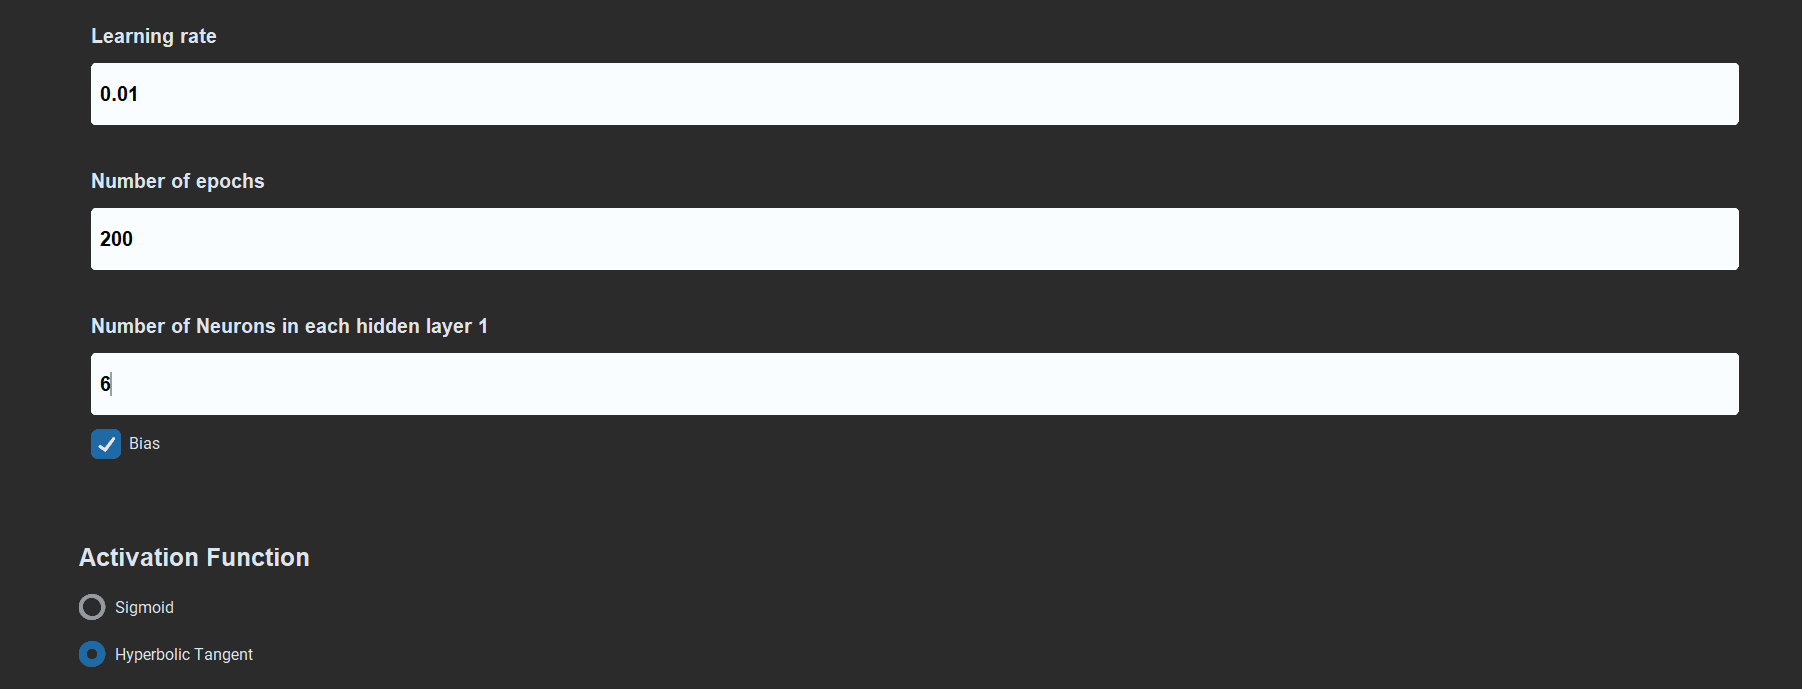 Learning rate
0.01
Number of epochs
200
Number of Neurons in each hidden layer 1
6
Bias
Activation Function
Sigmoid
Hyperbolic Tangent